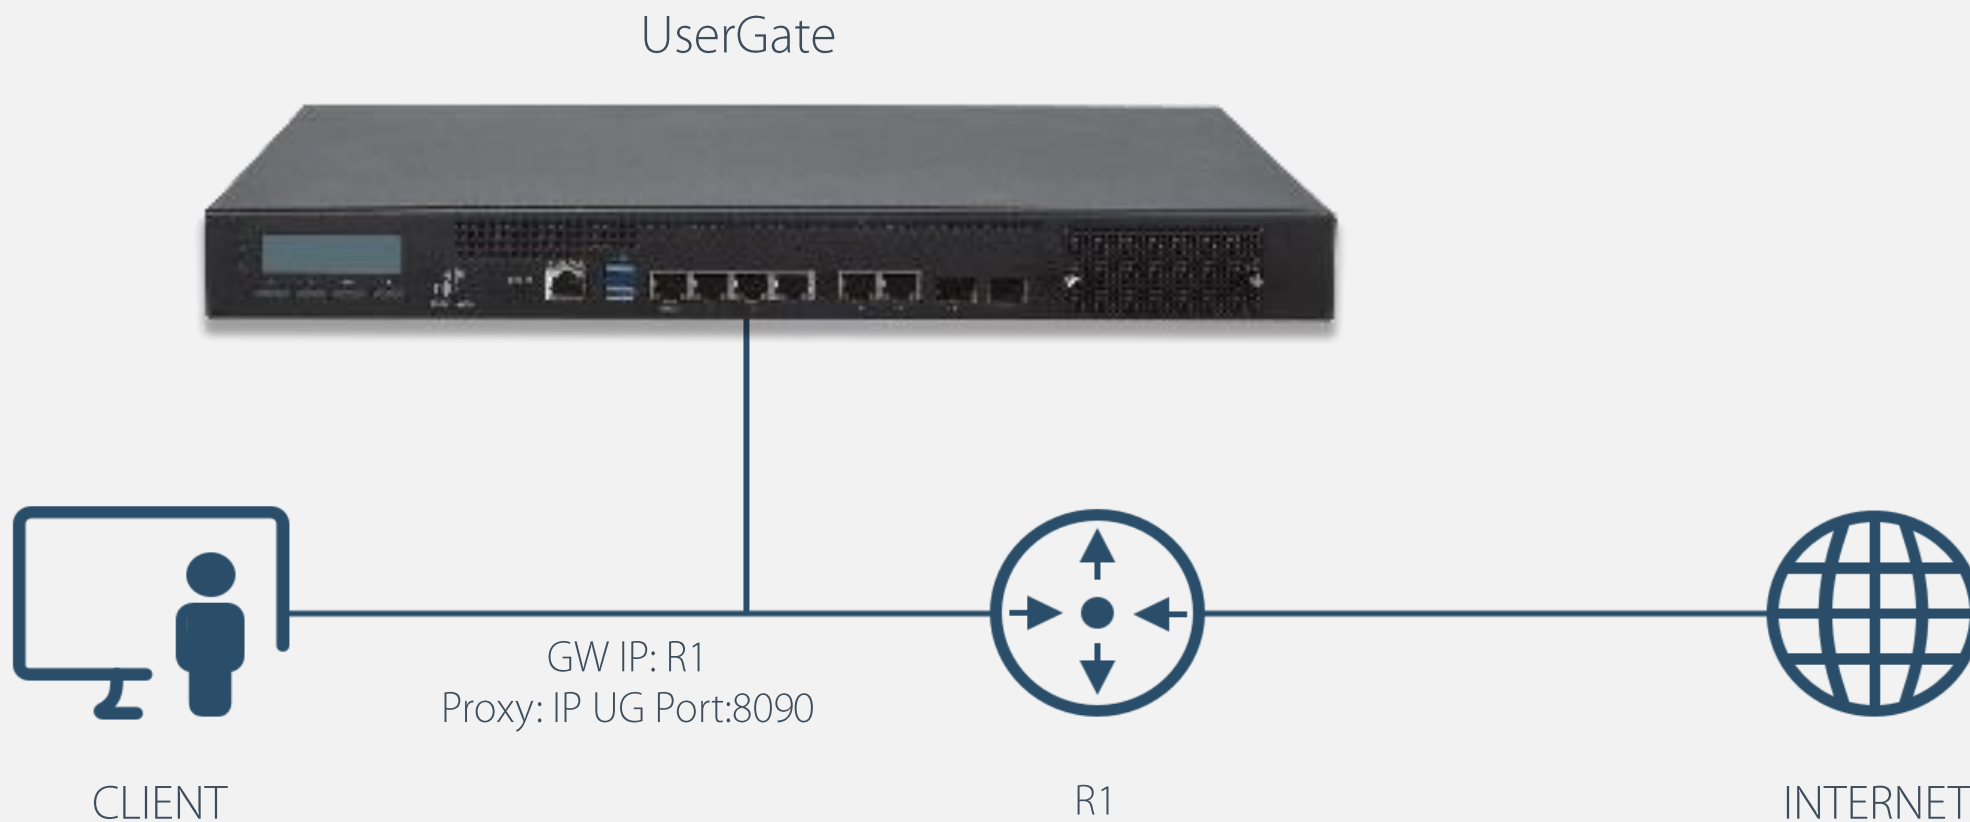 UserGate
GW IP: R1
Proxy: IP UG Port:8090
CLIENT
R1
INTERNET